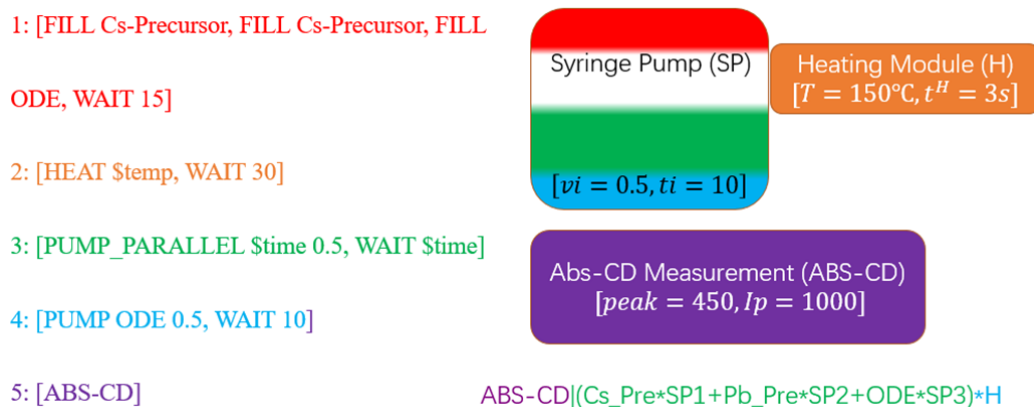 1: [FILL Cs-Precursor, FILL Cs-Precursor, FILL
ODE, WAIT 15]
2: [HEAT $temp, WAIT 30]
3: [PUMP_PARALLEL $time 0.5, WAIT $time]
4: [PUMP ODE 0.5, WAIT 10]
5: [ABS-CD]
Syringe Pump (SP)
[vi = 0.5, ti = 10]
Heating Module (H)
[T = 150°C, t^H = 3s]
Abs-CD Measurement (ABS-CD)
[peak = 450, Ip = 1000]
ABS-CD|(Cs_Pre*SP1+Pb_Pre*SP2+ODE*SP3)*H